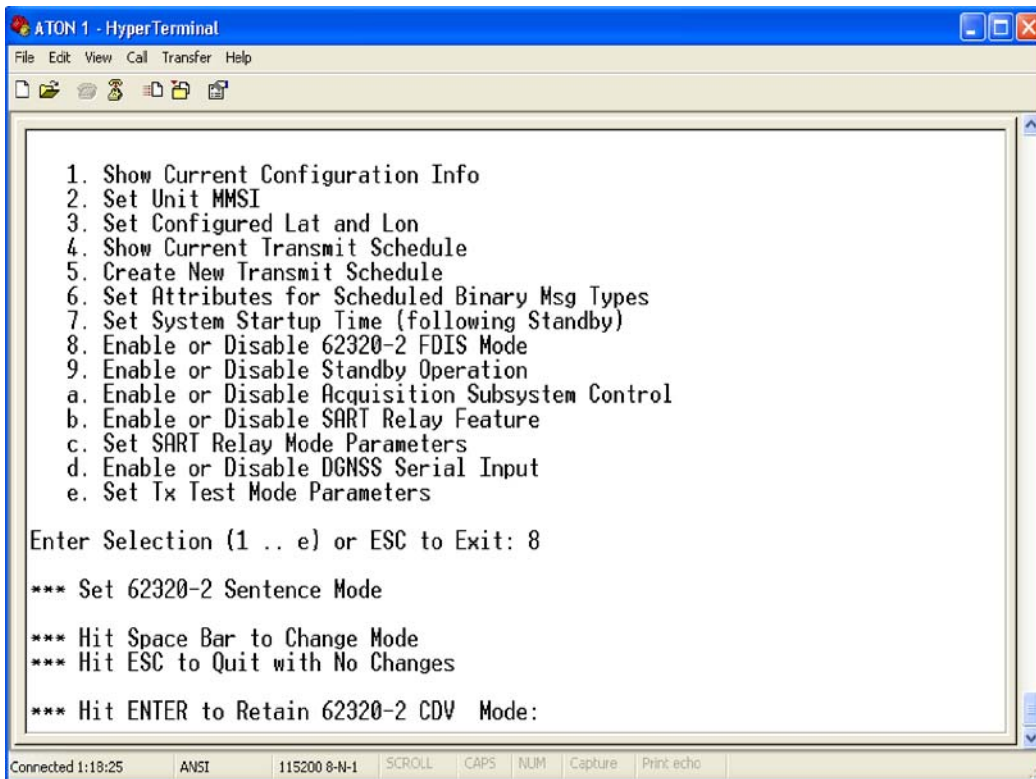 ATON 1 - HyperTerminal
File Edit View Call Transfer Help
1. Show Current Configuration Info
2. Set Unit MMSI
3. Set Configured Lat and Lon
4. Show Current Transmit Schedule
5. Create New Transmit Schedule
6. Set Attributes for Scheduled Binary Msg Types
7. Set System Startup Time (following Standby)
8. Enable or Disable 62320-2 FDIS Mode
9. Enable or Disable Standby Operation
a. Enable or Disable Acquisition Subsystem Control
b. Enable or Disable SART Relay Feature
c. Set SART Relay Mode Parameters
d. Enable or Disable DGNSS Serial Input
e. Set Tx Test Mode Parameters
Enter Selection (1 .. e) or ESC to Exit: 8
*** Set 62320-2 Sentence Mode
*** Hit Space Bar to Change Mode
*** Hit ESC to Quit with No Changes
*** Hit ENTER to Retain 62320-2 CDV  Mode:
Connected 1:18:25 ANSI 115200 8-N-1 SCROLL CAPS NUM Capture Print echo